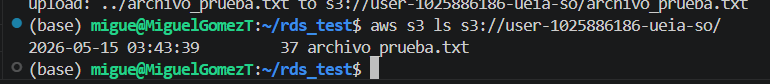 upload: ../archivo_prueba.txt to s3://user-1025886186-ueia-so/archivo_prueba.txt
(base) migue@MiguelGomezT:~/rds_test$ aws s3 ls s3://user-1025886186-ueia-so/
2026-05-15 03:43:39         37 archivo_prueba.txt
(base) migue@MiguelGomezT:~/rds_test$